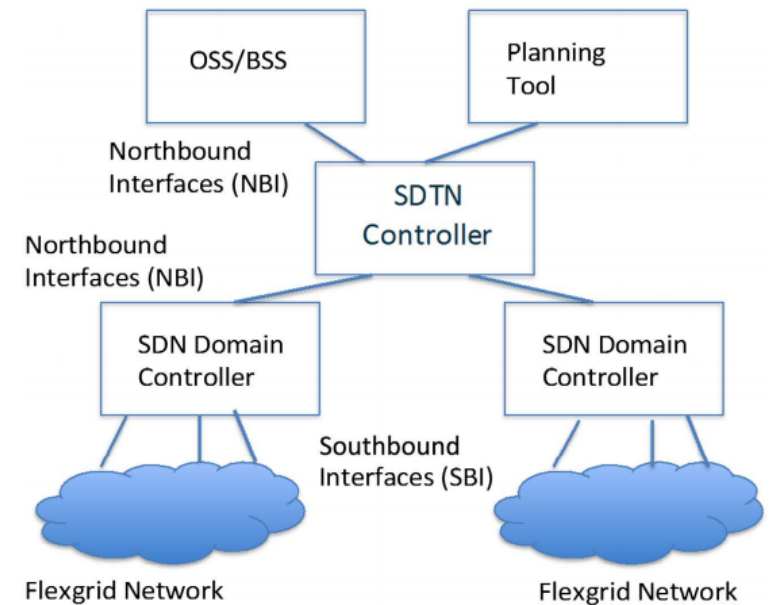 OSS/BSS
Planning
Tool
Northbound
Interfaces (NBI)
SDTN
Controller
Northbound
Interfaces (NBI)
SDN Domain
Controller
SDN Domain
Controller
Southbound
Interfaces (SBI)
Flexgrid Network
Flexgrid Network